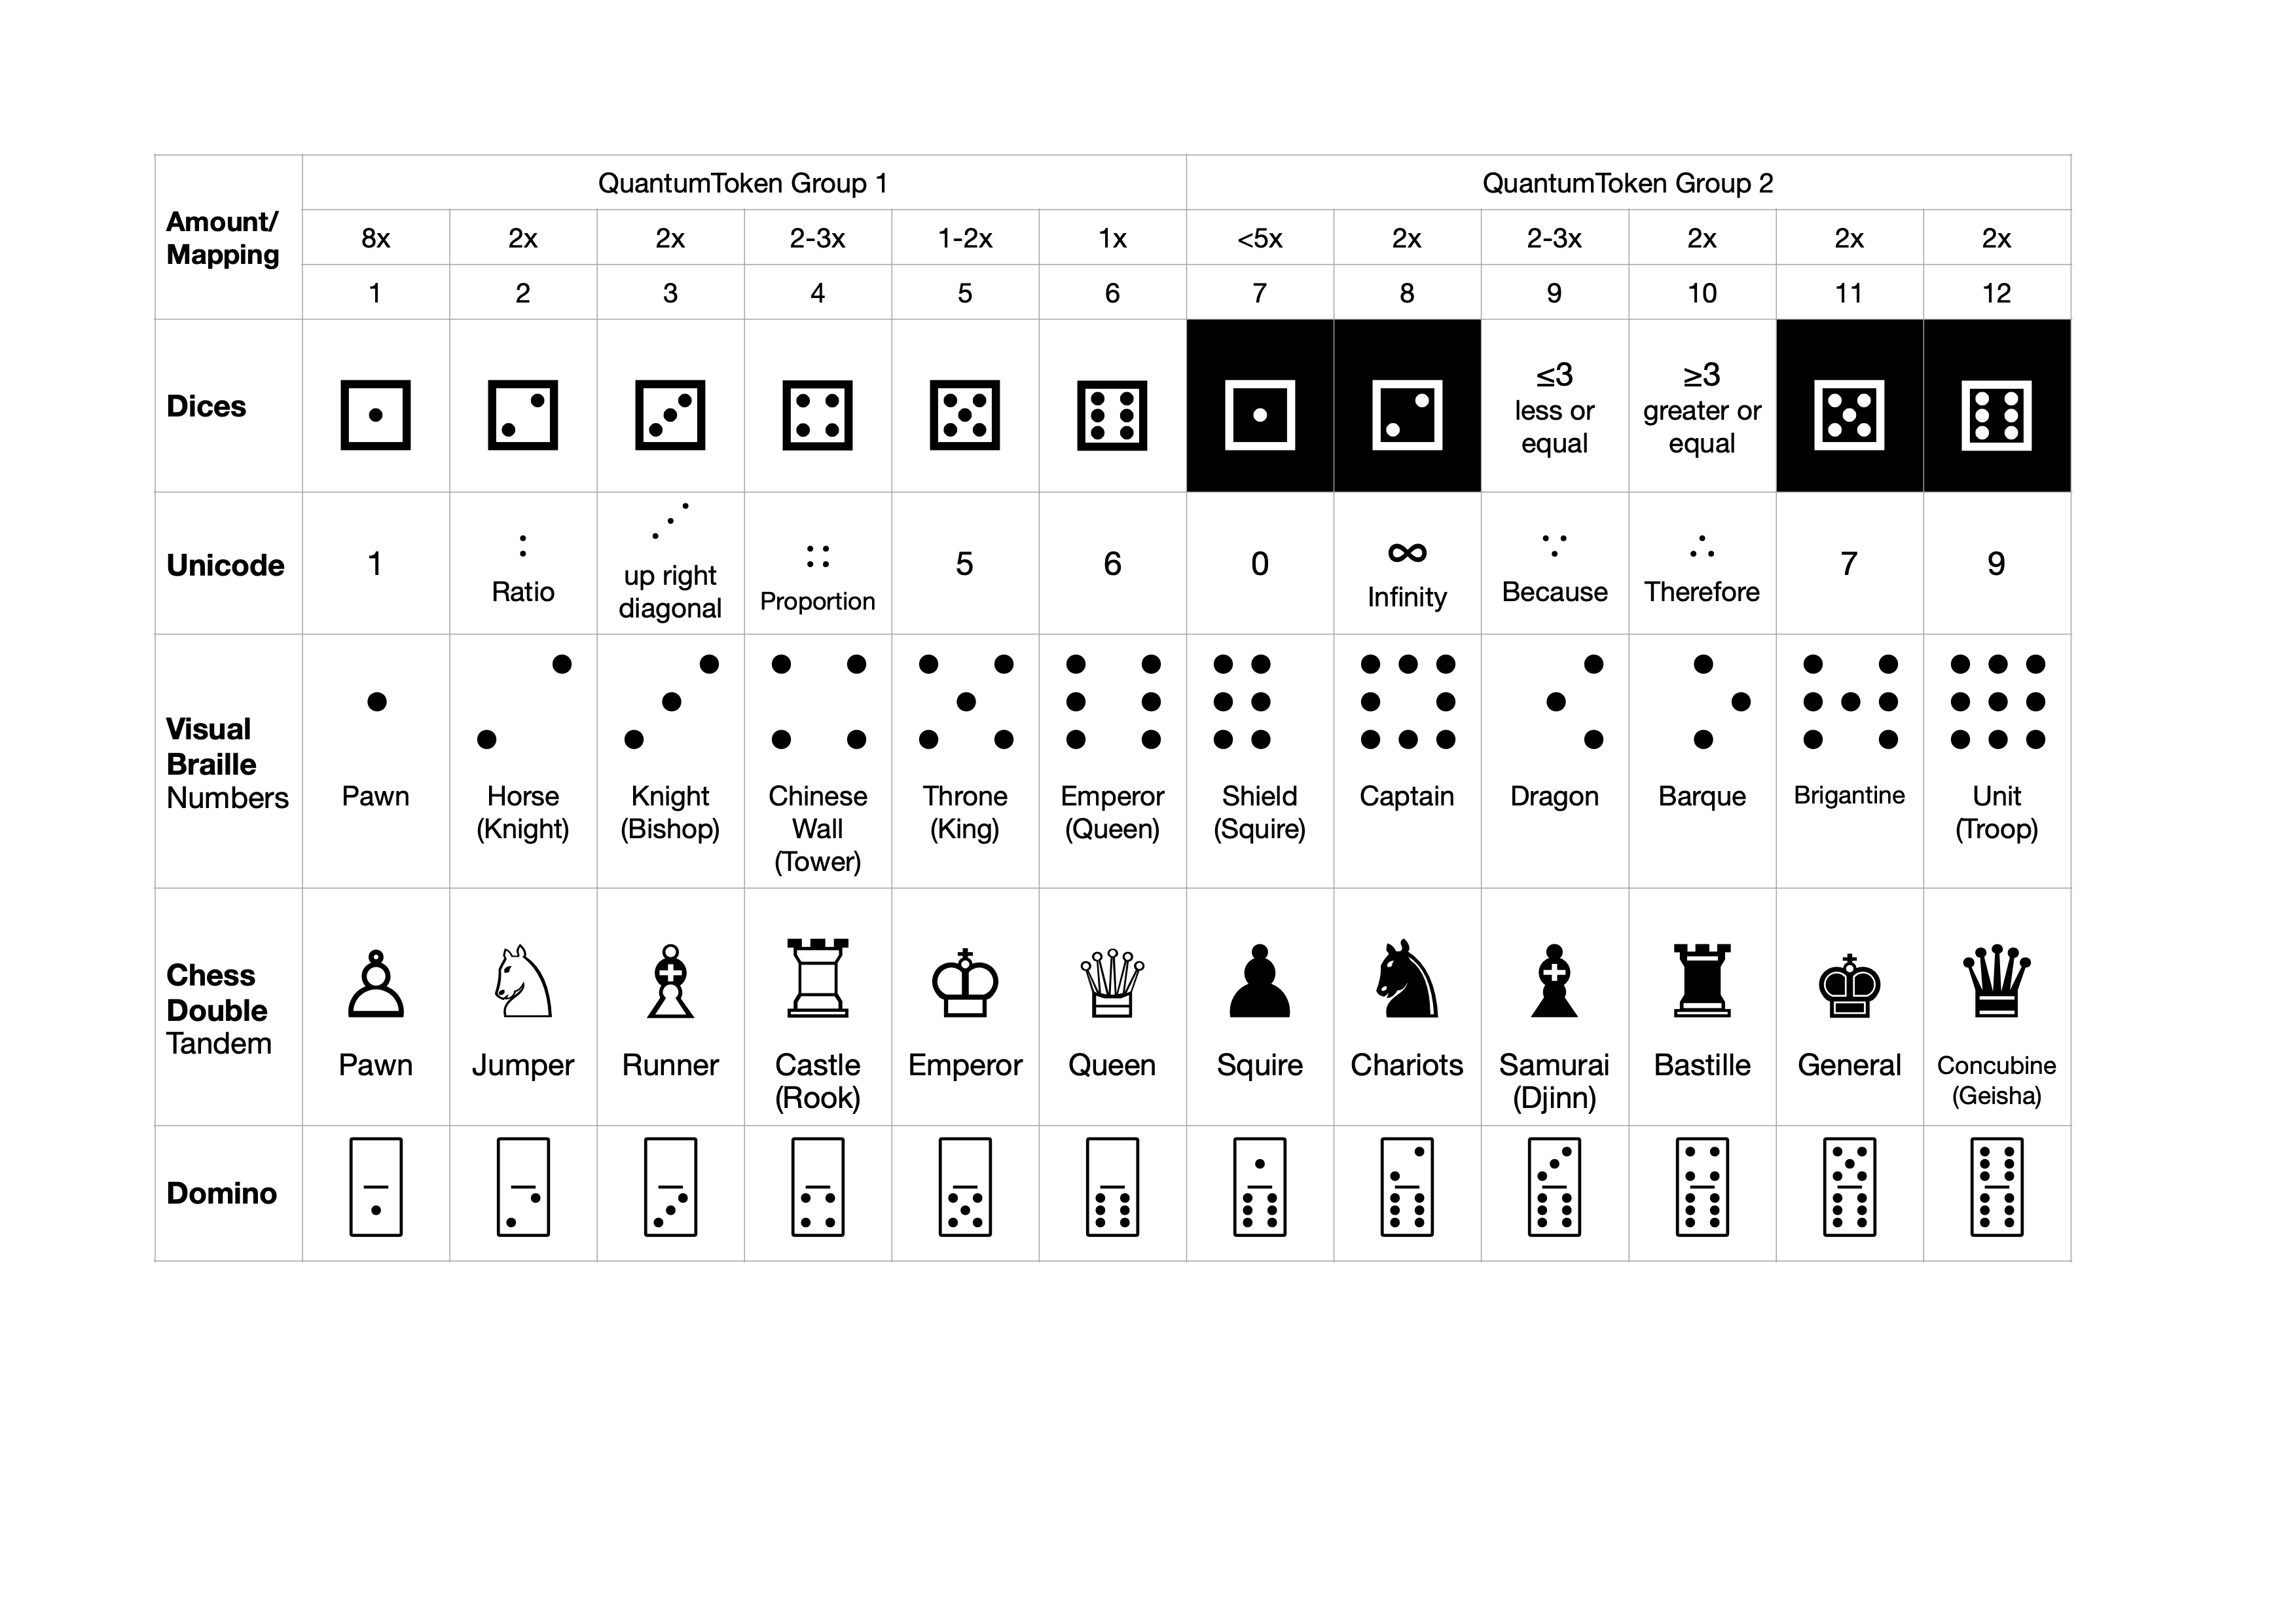 QuantumToken Group 1
QuantumToken Group 2
Amount/
Mapping
8x
2x
2x
2-3x
1-2x
1x
<5x
2x
2-3x
2x
2x
2x
1
2
3
4
5
6
7
8
9
10
11
12
Dices
≤3
less or
equal
≥3
greater or
equal
Unicode
1
:
Ratio
⋰
up right
diagonal
∷
Proportion
5
6
0
∞
Infinity
∵
Because
∴
Therefore
7
9
Visual
Braille
Numbers
Pawn
Horse
(Knight)
Knight
(Bishop)
Chinese
Wall
(Tower)
Throne
(King)
Emperor
(Queen)
Shield
(Squire)
Captain
Dragon
Barque
Brigantine
Unit
(Troop)
Chess
Double
Tandem
Pawn
Jumper
Runner
Castle
(Rook)
Emperor
Queen
Squire
Chariots
Samurai
(Djinn)
Bastille
General
Concubine
(Geisha)
Domino